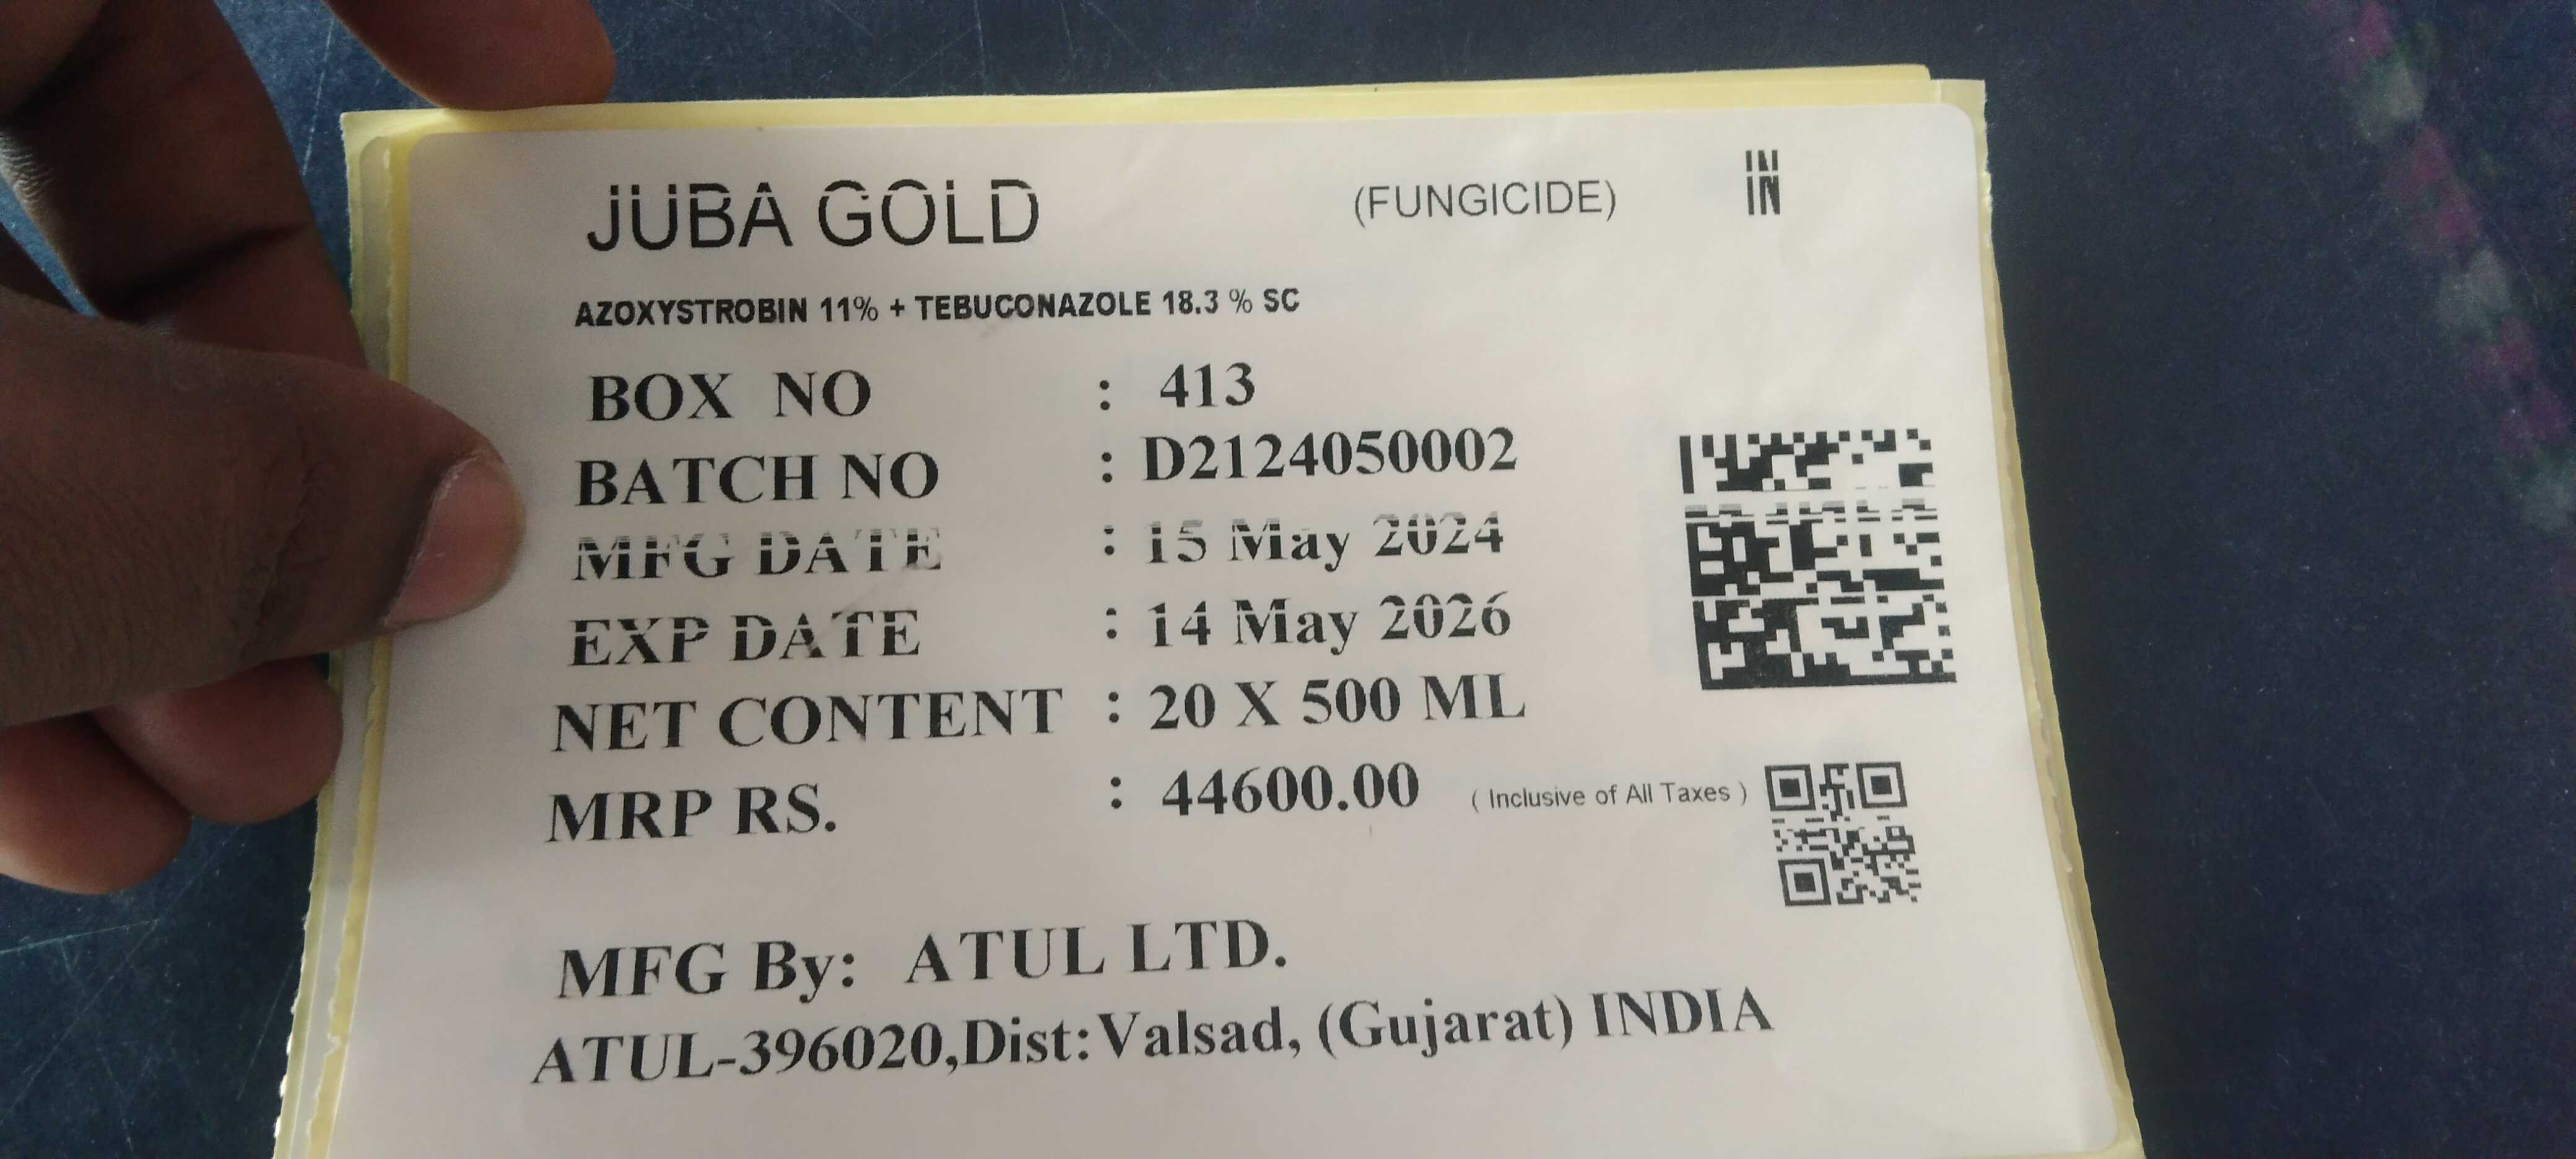 JUBA GOLD (FUNGICIDE) IN
AZOXYSTROBIN 11% + TEBUCONAZOLE 18.3 % SC
BOX NO : 413
BATCH NO : D2124050002
MFG DATE : 15 May 2024
EXP DATE : 14 May 2026
NET CONTENT : 20 X 500 ML
MRP RS. : 44600.00 ( Inclusive of All Taxes )
MFG By: ATUL LTD.
ATUL-396020,Dist:Valsad, (Gujarat) INDIA